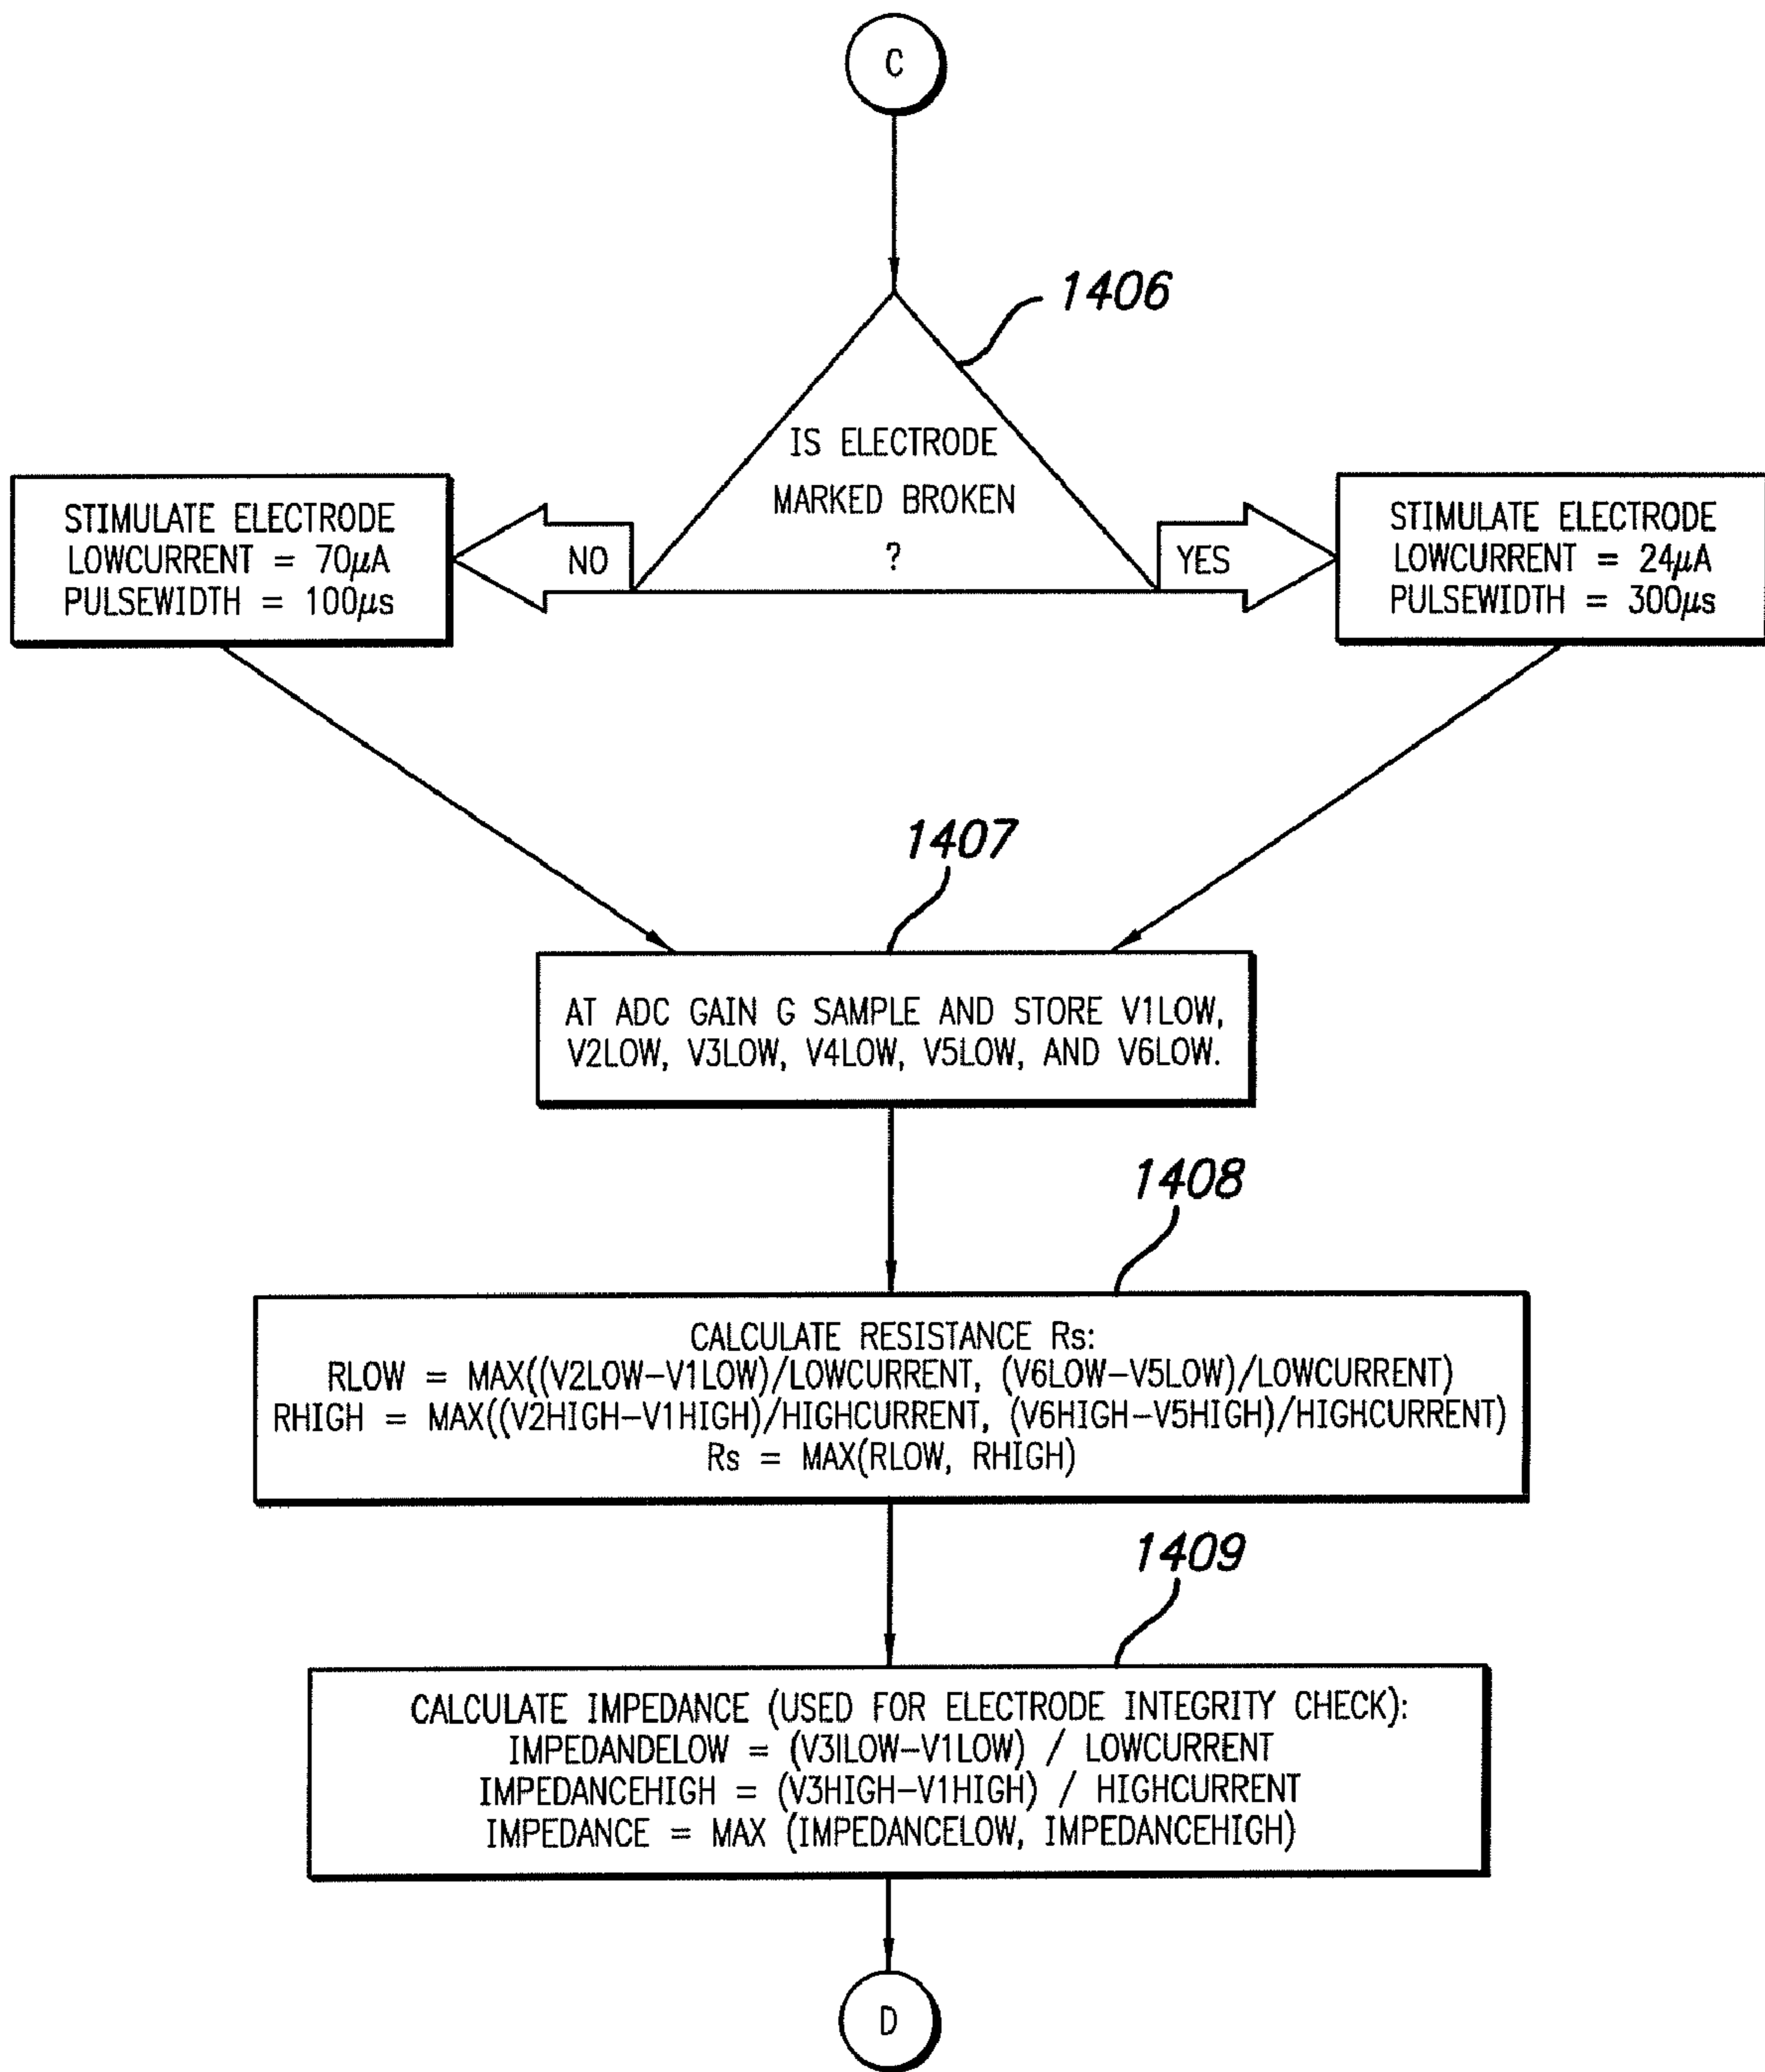 C
1406
IS ELECTRODE
MARKED BROKEN
?
NO
YES
STIMULATE ELECTRODE
LOWCURRENT = 70µA
PULSEWIDTH = 100µs
STIMULATE ELECTRODE
LOWCURRENT = 24µA
PULSEWIDTH = 300µs
1407
AT ADC GAIN G SAMPLE AND STORE V1LOW,
V2LOW, V3LOW, V4LOW, V5LOW, AND V6LOW.
1408
CALCULATE RESISTANCE Rs:
RLOW = MAX((V2LOW-V1LOW)/LOWCURRENT, (V6LOW-V5LOW)/LOWCURRENT)
RHIGH = MAX((V2HIGH-V1HIGH)/HIGHCURRENT, (V6HIGH-V5HIGH)/HIGHCURRENT)
Rs = MAX(RLOW, RHIGH)
1409
CALCULATE IMPEDANCE (USED FOR ELECTRODE INTEGRITY CHECK):
IMPEDANDELOW = (V3ILOW-V1LOW) / LOWCURRENT
IMPEDANCEHIGH = (V3HIGH-V1HIGH) / HIGHCURRENT
IMPEDANCE = MAX (IMPEDANCELOW, IMPEDANCEHIGH)
D